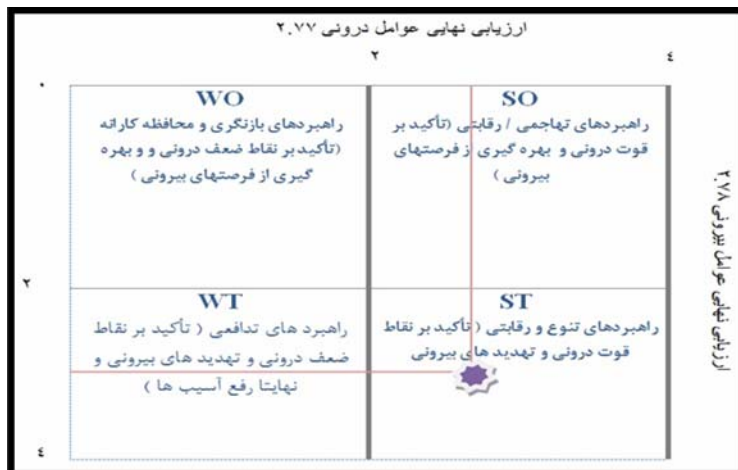 ارزیابی نهایی عوامل درونی ۲.۷۷
۴
۲
۰
SO
راهبردهای تهاجمی / رقابتی (تأکید بر
قوت درونی و بهره گیری از فرصتهای
بیرونی )
WO
راهبردهای بازنگری و محافظه کارانه
(تأکید بر نقاط ضعف درونی و و بهره
گیری از فرصتهای بیرونی )
ارزیابی نهایی عوامل بیرونی ۲.۷۸
۲
ST
راهبردهای تنوع و رقابتی ( تأکید بر نقاط
قوت درونی و تهدید های بیرونی
WT
راهبرد های تدافعی ( تأکید بر نقاط
ضعف درونی و تهدید های بیرونی و
نهایتا رفع آسیب ها )
۴